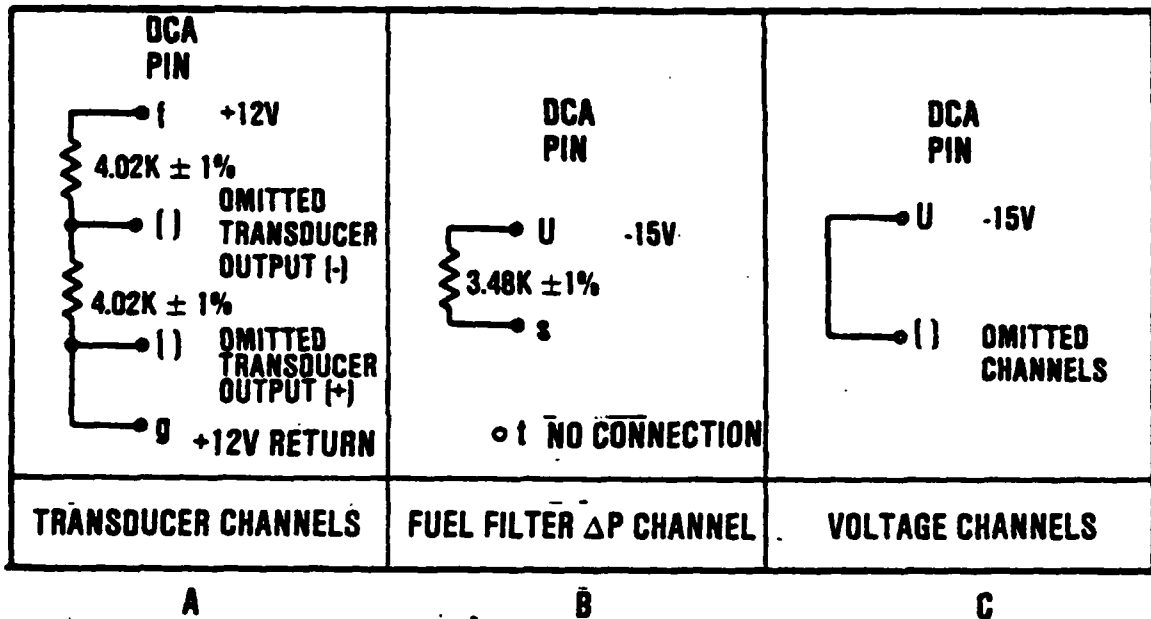 DCA
PIN
f +12V
4.02K ± 1%
( ) OMITTED
TRANSDUCER
OUTPUT (-)
4.02K ± 1%
( ) OMITTED
TRANSDUCER
OUTPUT (+)
g +12V RETURN
TRANSDUCER CHANNELS
A
DCA
PIN
U -15V
3.48K ±1%
s
t NO CONNECTION
FUEL FILTER ΔP CHANNEL
B
DCA
PIN
U -15V
( ) OMITTED
CHANNELS
VOLTAGE CHANNELS
C